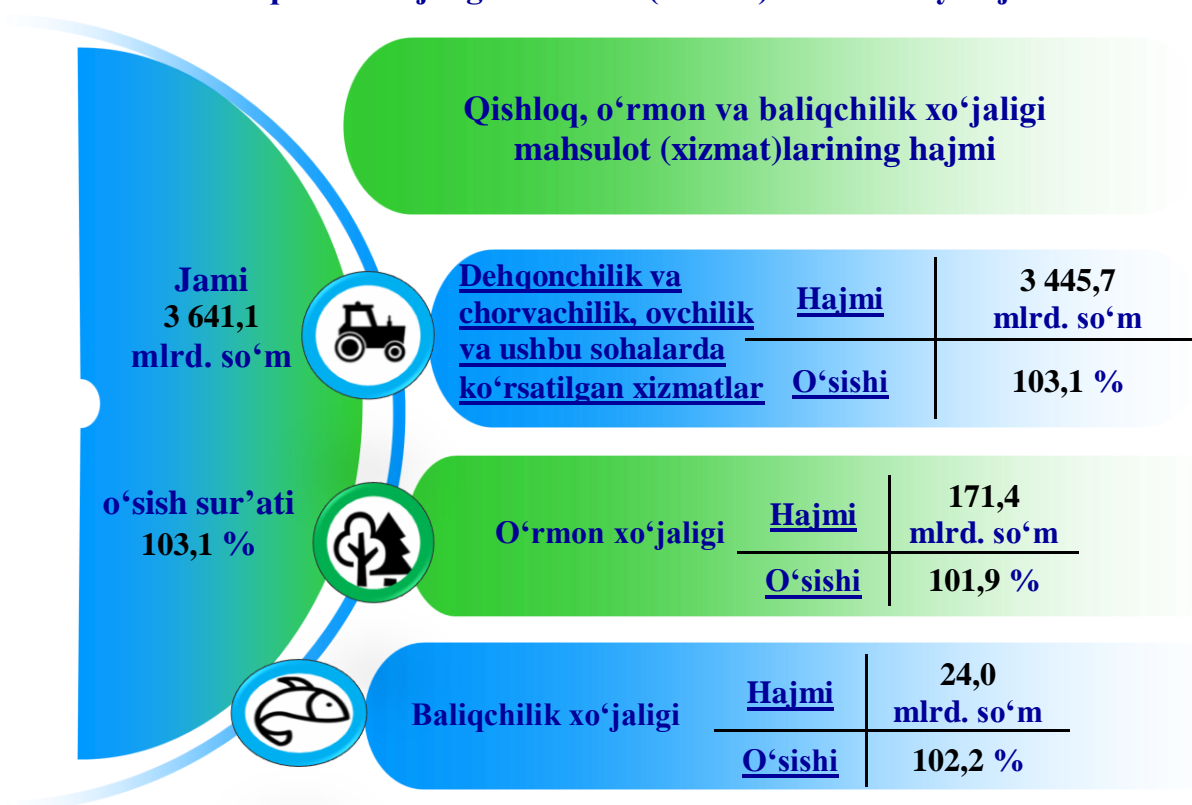 Qishloq, o‘rmon va baliqchilik xo‘jaligi
mahsulot (xizmat)larining hajmi
Jami
3 641,1
mlrd. so‘m
o‘sish sur’ati
103,1 %
Dehqonchilik va
chorvachilik, ovchilik
va ushbu sohalarda
ko‘rsatilgan xizmatlar
Hajmi
3 445,7
mlrd. so‘m
O‘sishi
103,1 %
O‘rmon xo‘jaligi
Hajmi
171,4
mlrd. so‘m
O‘sishi
101,9 %
Baliqchilik xo‘jaligi
Hajmi
24,0
mlrd. so‘m
O‘sishi
102,2 %